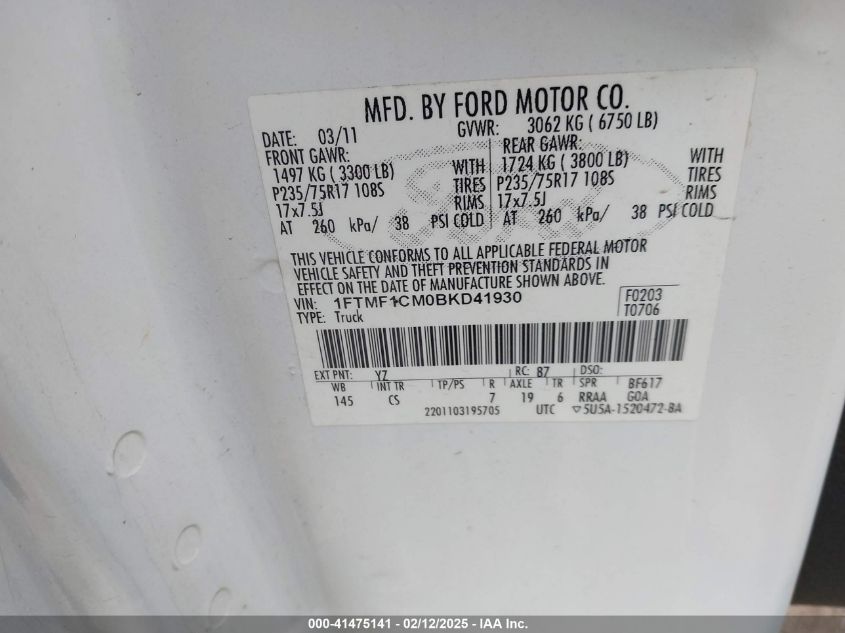 MFD. BY FORD MOTOR CO.
DATE: 03/11 GVWR: 3062 KG ( 6750 LB)
FRONT GAWR: REAR GAWR:
1497 KG ( 3300 LB) WITH 1724 KG ( 3800 LB) WITH
P235/75R17 108S TIRES P235/75R17 108S TIRES
17x7.5J RIMS 17x7.5J RIMS
AT 260 kPa/ 38 PSI COLD AT 260 kPa/ 38 PSI COLD
THIS VEHICLE CONFORMS TO ALL APPLICABLE FEDERAL MOTOR
VEHICLE SAFETY AND THEFT PREVENTION STANDARDS IN
EFFECT ON THE DATE OF MANUFACTURE SHOWN ABOVE.
VIN: 1FTMF1CM0BKD41930 F0203
TYPE: Truck T0706
EXT PNT: YZ RC: 87 DSO:
WB INT TR TP/PS R AXLE TR SPR BF617
145 CS 7 19 6 RRAA GOA
2201103195705 UTC ▽5U5A-1520472-BA
000-41475141 - 02/12/2025 - IAA Inc.